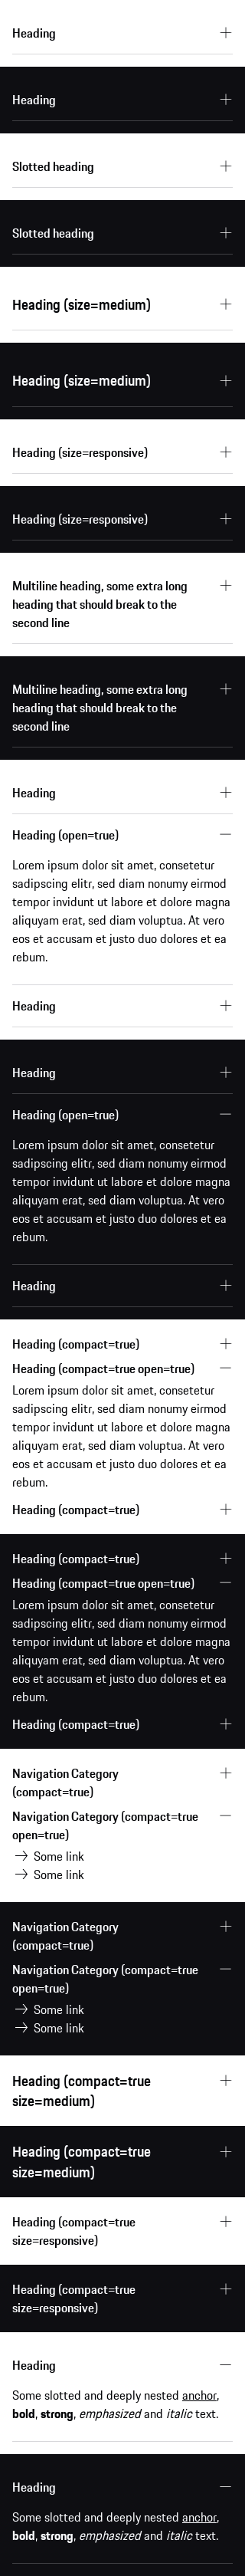 Heading
Heading
Slotted heading
Slotted heading
Heading (size=medium)
Heading (size=medium)
Heading (size=responsive)
Heading (size=responsive)
Multiline heading, some extra long
heading that should break to the
second line
Multiline heading, some extra long
heading that should break to the
second line
Heading
Heading (open=true)
Lorem ipsum dolor sit amet, consetetur
sadipscing elitr, sed diam nonumy eirmod
tempor invidunt ut labore et dolore magna
aliquyam erat, sed diam voluptua. At vero
eos et accusam et justo duo dolores et ea
rebum.
Heading
Heading
Heading (open=true)
Lorem ipsum dolor sit amet, consetetur
sadipscing elitr, sed diam nonumy eirmod
tempor invidunt ut labore et dolore magna
aliquyam erat, sed diam voluptua. At vero
eos et accusam et justo duo dolores et ea
rebum.
Heading
Heading (compact=true)
Heading (compact=true open=true)
Lorem ipsum dolor sit amet, consetetur
sadipscing elitr, sed diam nonumy eirmod
tempor invidunt ut labore et dolore magna
aliquyam erat, sed diam voluptua. At vero
eos et accusam et justo duo dolores et ea
rebum.
Heading (compact=true)
Heading (compact=true)
Heading (compact=true open=true)
Lorem ipsum dolor sit amet, consetetur
sadipscing elitr, sed diam nonumy eirmod
tempor invidunt ut labore et dolore magna
aliquyam erat, sed diam voluptua. At vero
eos et accusam et justo duo dolores et ea
rebum.
Heading (compact=true)
Navigation Category
(compact=true)
Navigation Category (compact=true
open=true)
Some link
Some link
Navigation Category
(compact=true)
Navigation Category (compact=true
open=true)
Some link
Some link
Heading (compact=true
size=medium)
Heading (compact=true
size=medium)
Heading (compact=true
size=responsive)
Heading (compact=true
size=responsive)
Heading
Some slotted and deeply nested anchor,
bold, strong, emphasized and italic text.
Heading
Some slotted and deeply nested anchor,
bold, strong, emphasized and italic text.